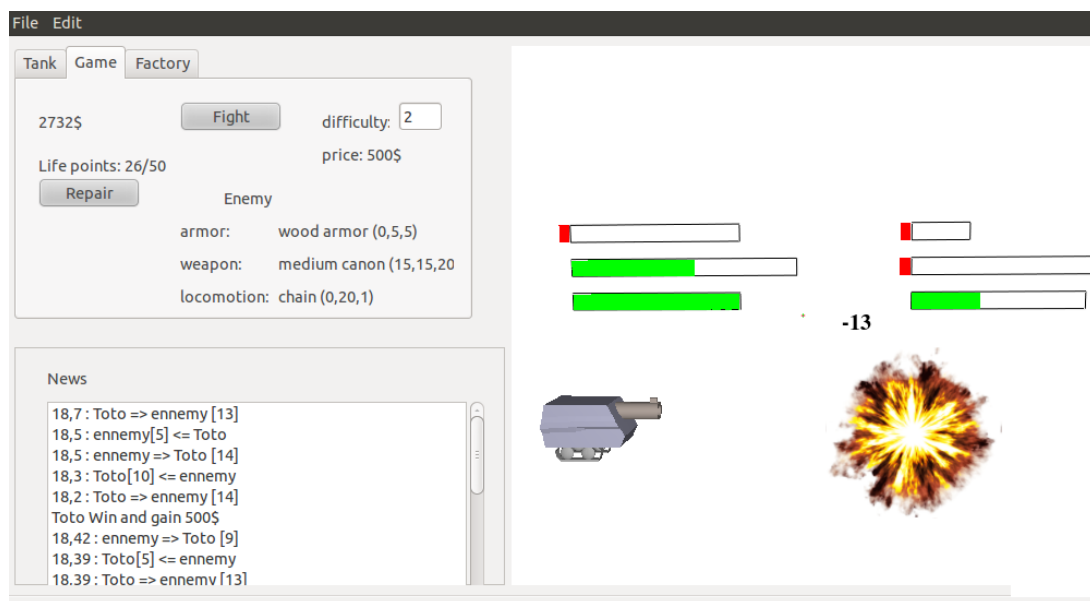 File Edit
Tank Game Factory
2732$ Fight difficulty: 2
price: 500$
Life points: 26/50
Repair
Enemy
armor: wood armor (0,5,5)
weapon: medium canon (15,15,20
locomotion: chain (0,20,1)
-13
News
18,7 : Toto => ennemy [13]
18,5 : ennemy[5] <= Toto
18,5 : ennemy => Toto [14]
18,3 : Toto[10] <= ennemy
18,2 : Toto => ennemy [14]
Toto Win and gain 500$
18,42 : ennemy => Toto [9]
18,39 : Toto[5] <= ennemy
18,39 : Toto => ennemy [13]